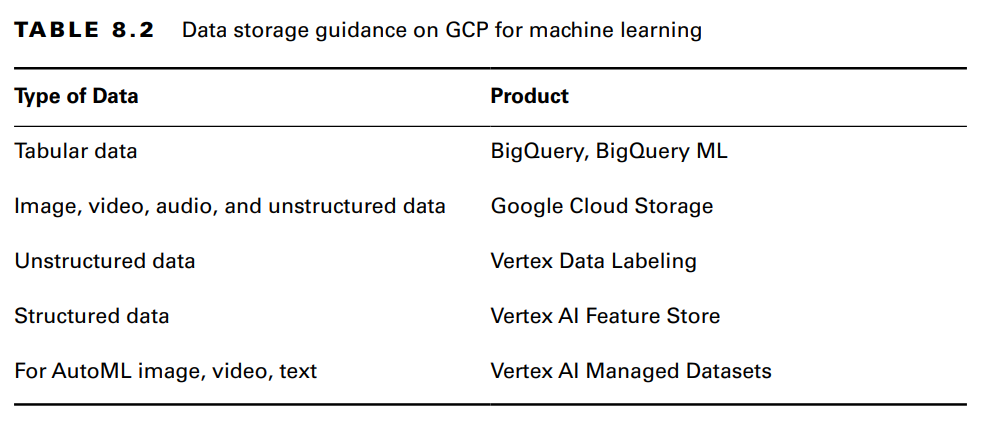 TABLE 8.2 Data storage guidance on GCP for machine learning
Type of Data Product
Tabular data BigQuery, BigQuery ML
Image, video, audio, and unstructured data Google Cloud Storage
Unstructured data Vertex Data Labeling
Structured data Vertex AI Feature Store
For AutoML image, video, text Vertex AI Managed Datasets